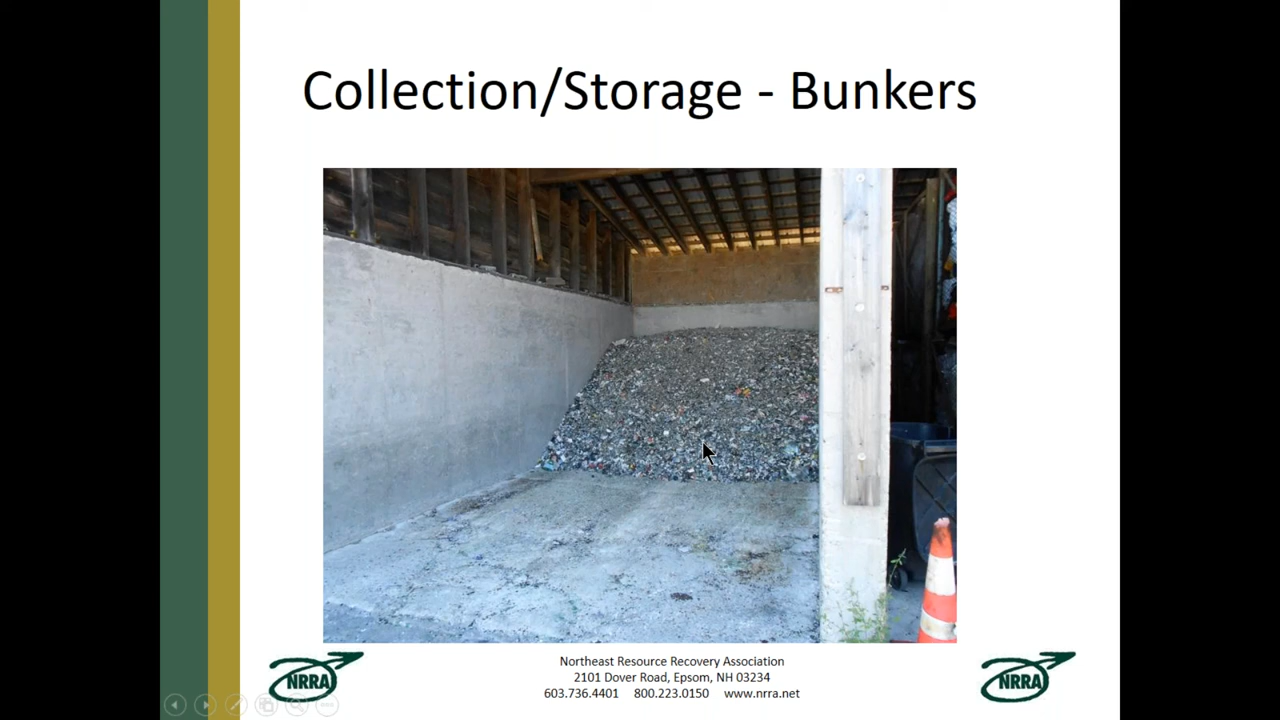 Collection/Storage - Bunkers
Northeast Resource Recovery Association
2101 Dover Road, Epsom, NH 03234
603.736.4401 800.223.0150 www.nrra.net
NRRA
NRRA